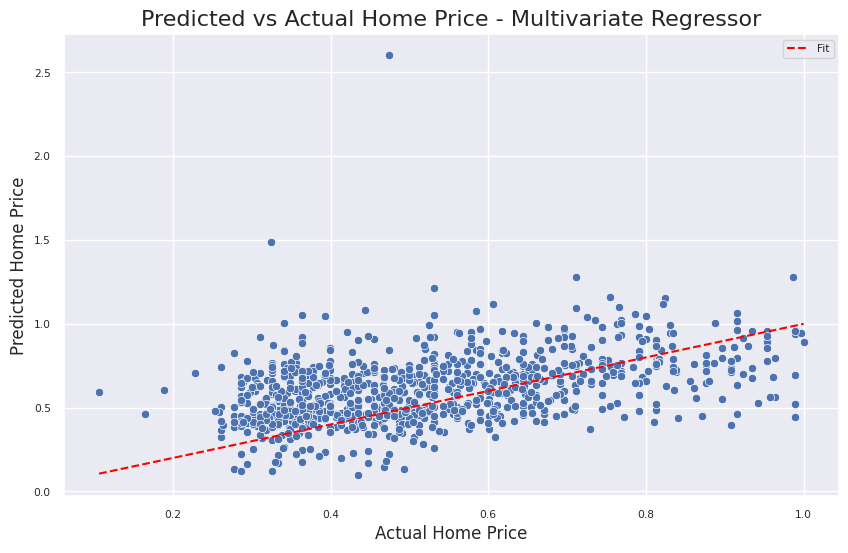 Predicted vs Actual Home Price - Multivariate Regressor
Fit
Predicted Home Price
2.5
2.0
1.5
1.0
0.5
0.0
0.2
0.4
0.6
0.8
1.0
Actual Home Price